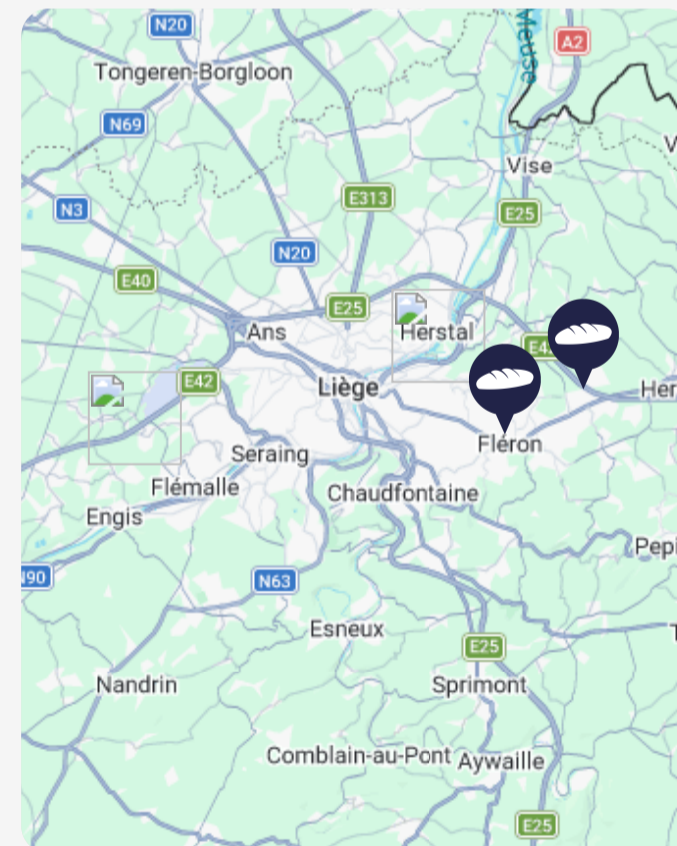 N20
Meuse
A2
Tongeren-Borgloon
N69
Vise
E313
N3
E25
N20
E40
E25
Ans
Herstal
E42
Liège
Her
Fléron
Seraing
Flémalle
Chaudfontaine
Engis
Pepi
N90
N63
Esneux
E25
Nandrin
Sprimont
Comblain-au-Pont
Aywaille
E25